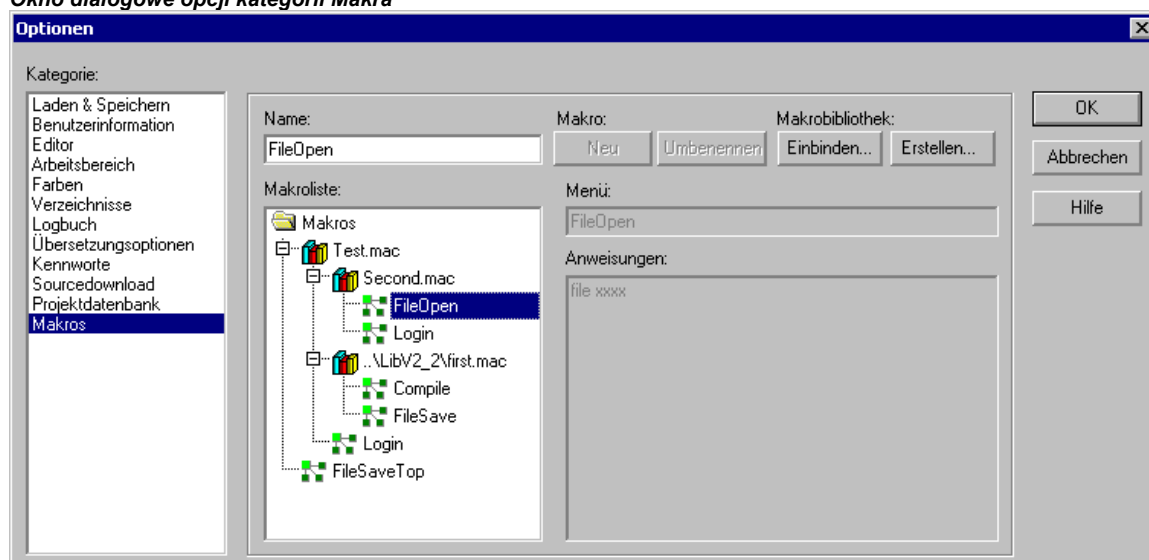 Okno dialogowe opcji kategorii Makra
Optionen
Kategorie:
Laden & Speichern
Benutzerinformation
Editor
Arbeitsbereich
Farben
Verzeichnisse
Logbuch
Übersetzungsoptionen
Kennworte
Sourcedownload
Projektdatenbank
Makros
Name:
FileOpen
Makro:
Neu
Umbenennen
Makrobibliothek:
Einbinden...
Erstellen...
Makroliste:
Makros
Test.mac
Second.mac
FileOpen
Login
..\LibV2_2\first.mac
Compile
FileSave
Login
FileSaveTop
Menü:
FileOpen
Anweisungen:
file xxxx
OK
Abbrechen
Hilfe